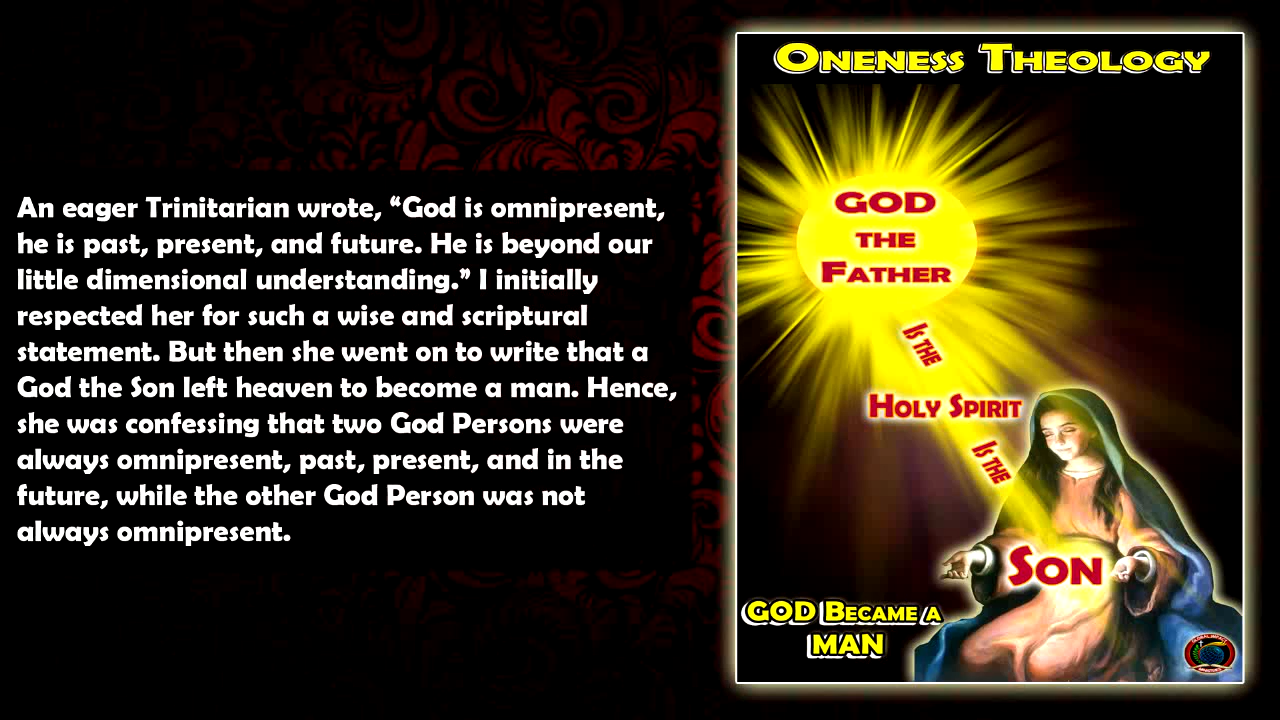 An eager Trinitarian wrote, “God is omnipresent,
he is past, present, and future. He is beyond our
little dimensional understanding.” I initially
respected her for such a wise and scriptural
statement. But then she went on to write that a
God the Son left heaven to become a man. Hence,
she was confessing that two God Persons were
always omnipresent, past, present, and in the
future, while the other God Person was not
always omnipresent.
ONENESS THEOLOGY
GOD
THE
FATHER
IS THE
HOLY SPIRIT
IS THE
SON
GOD BECAME A
MAN